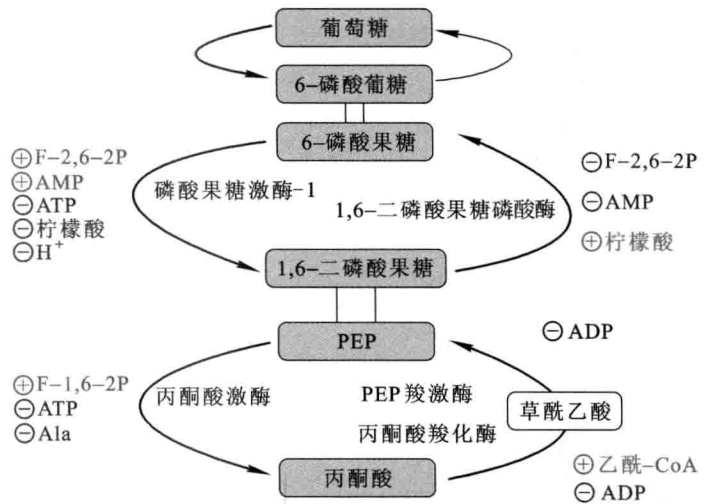 葡萄糖
6-磷酸葡糖
6-磷酸果糖
⊕F-2,6-2P
⊕AMP
⊖ATP
⊖柠檬酸
⊖H⁺
磷酸果糖激酶-1
1,6-二磷酸果糖磷酸酶
⊖F-2,6-2P
⊖AMP
⊕柠檬酸
1,6-二磷酸果糖
PEP
⊖ADP
⊕F-1,6-2P
⊖ATP
⊖Ala
丙酮酸激酶
PEP羧激酶
丙酮酸羧化酶
草酰乙酸
丙酮酸
⊕乙酰-CoA
⊖ADP